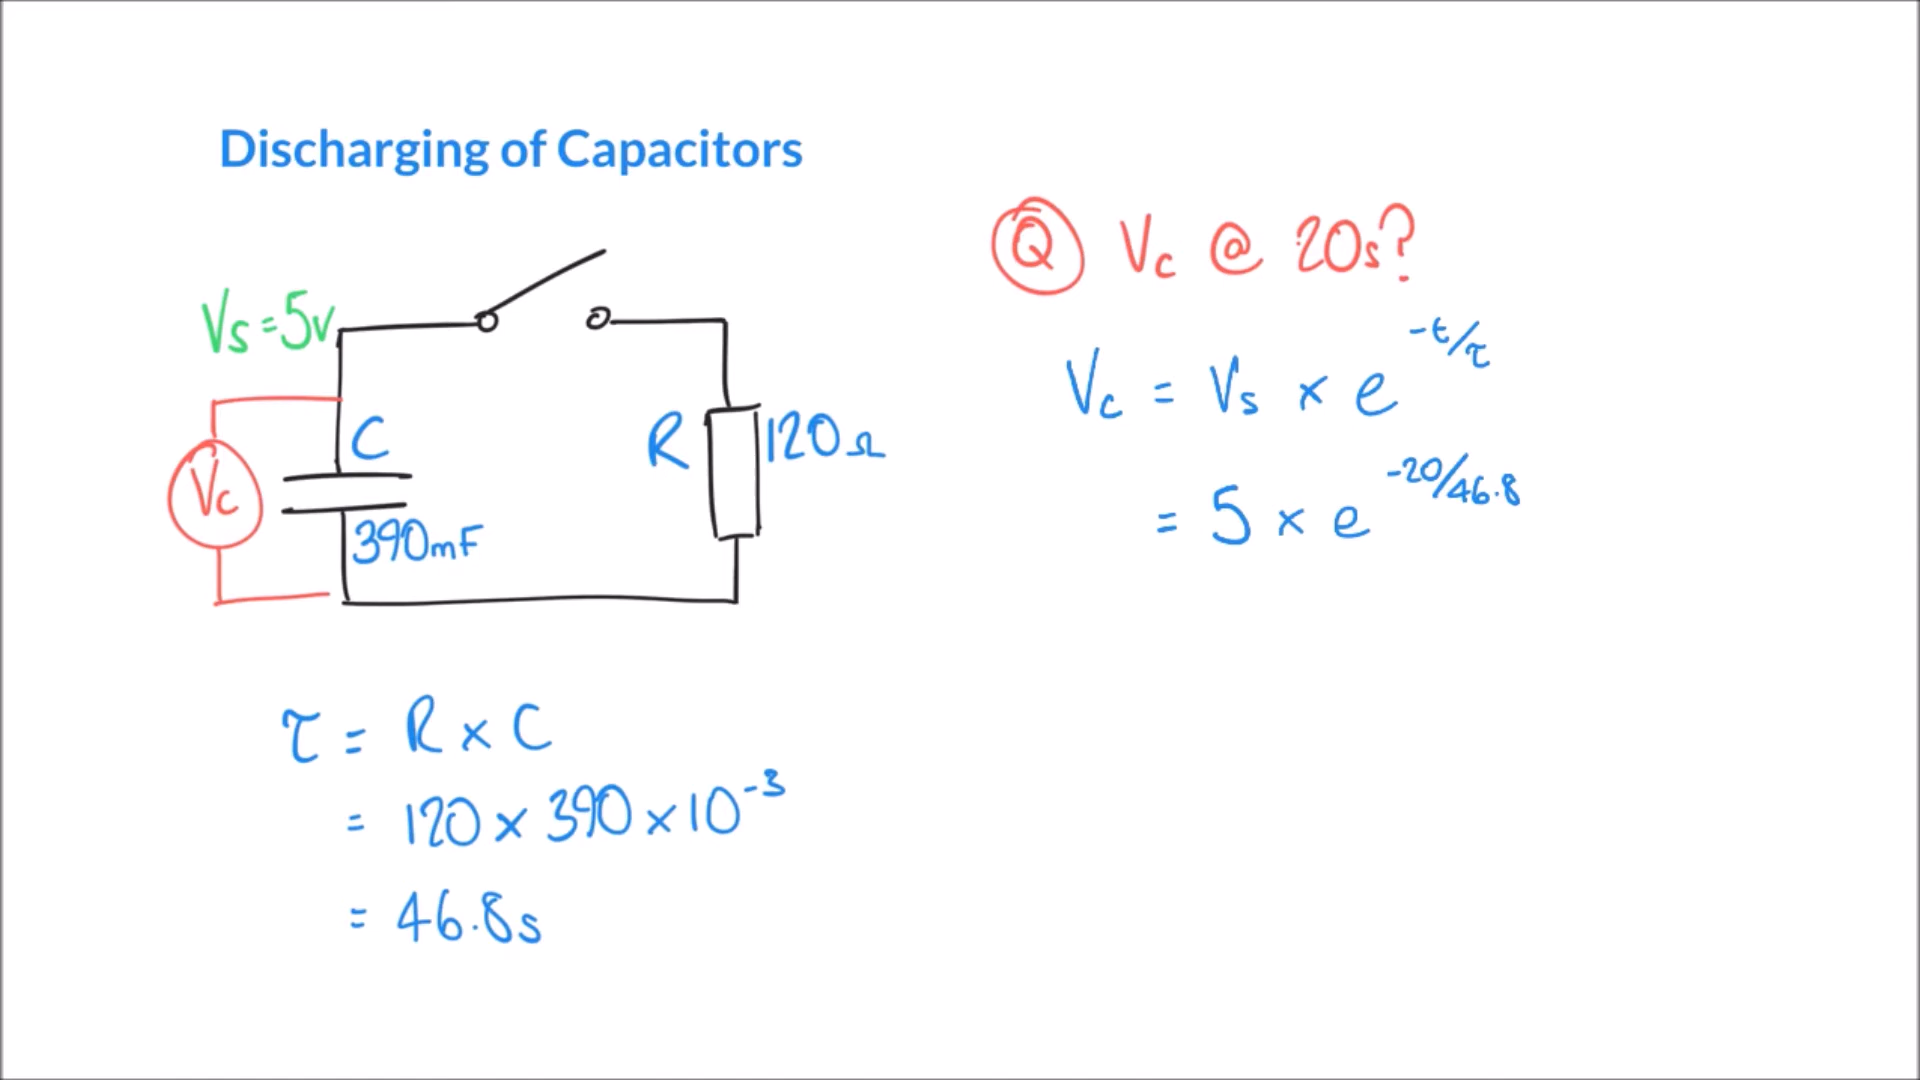 Discharging of Capacitors
Vs = 5v
Vc
C
390mF
R
120Ω
τ = R × C
= 120 × 390 × 10⁻³
= 46.8s
Q Vc @ 20s?
Vc = Vs × e^-t/τ
= 5 × e^-20/46.8